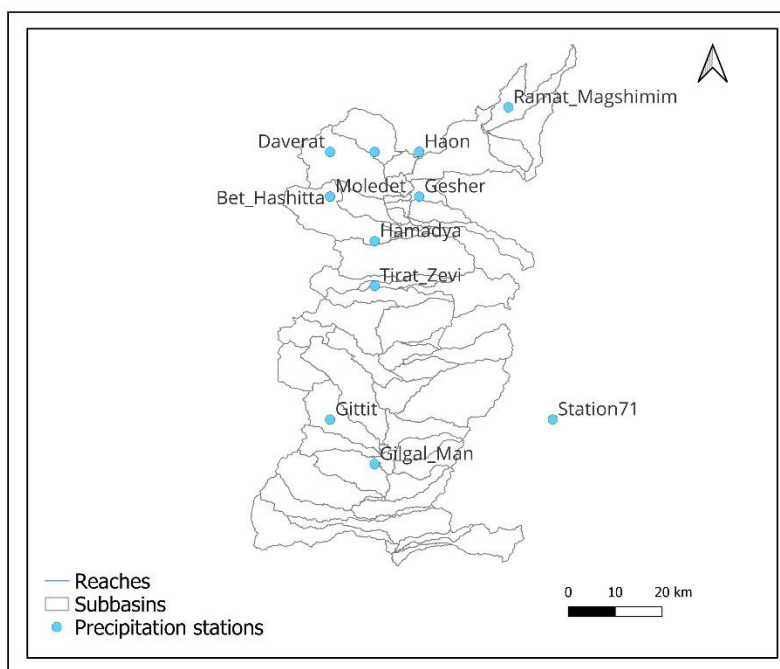 Ramat_Magshimim
Daverat
Haon
Moledet
Gesher
Bet_Hashitta
Hamadya
Tirat_Zevi
Gittit
Station71
Gilgal_Man
Reaches
Subbasins
Precipitation stations
0 10 20 km